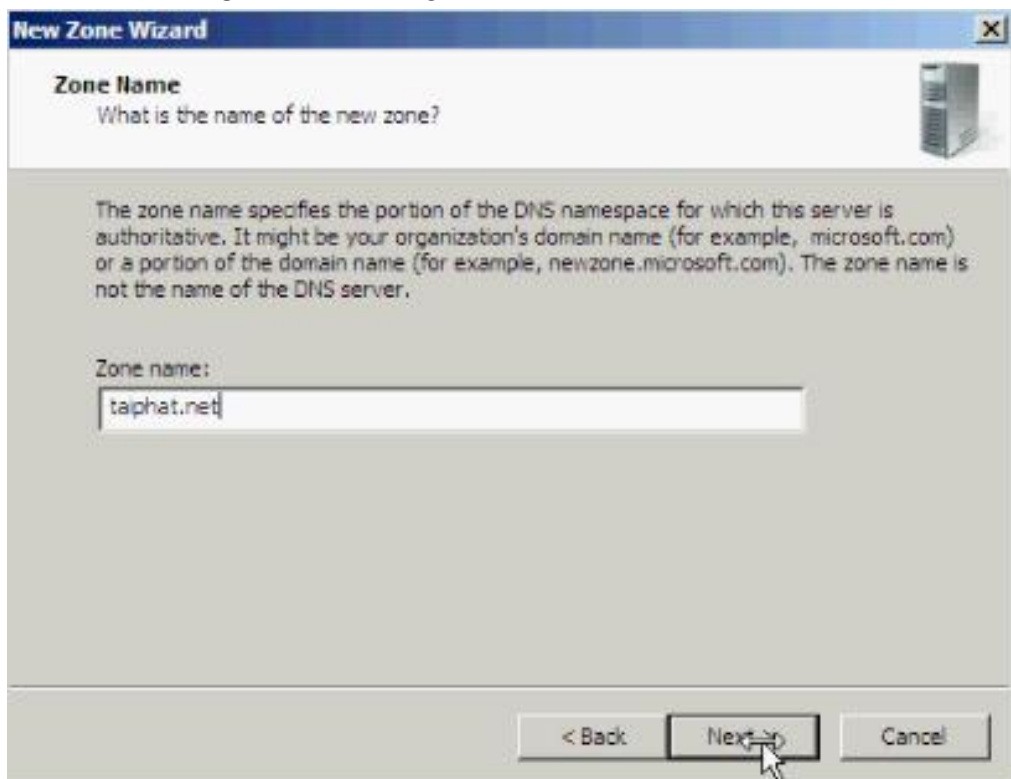 New Zone Wizard
Zone Name
What is the name of the new zone?
The zone name specifies the portion of the DNS namespace for which this server is
authoritative. It might be your organization's domain name (for example, microsoft.com)
or a portion of the domain name (for example, newzone.microsoft.com). The zone name is
not the name of the DNS server.
Zone name:
taiphat.net
< Back Next > Cancel